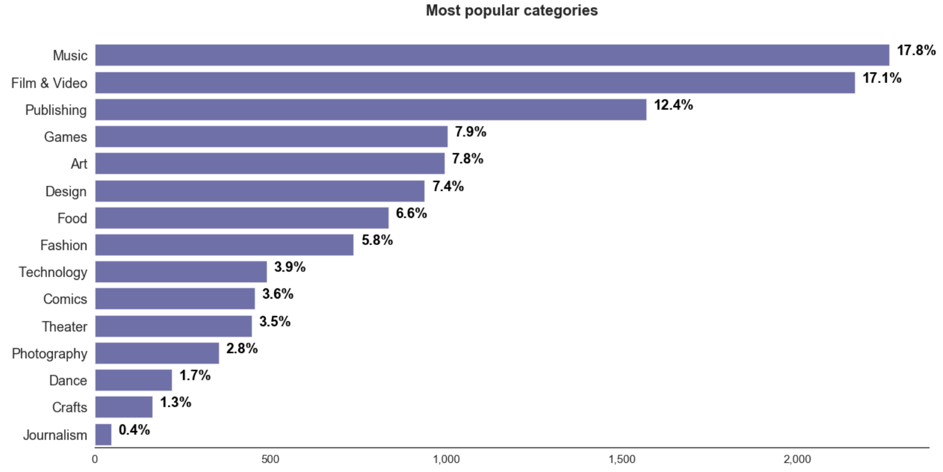 Most popular categories
Music 17.8%
Film & Video 17.1%
Publishing 12.4%
Games 7.9%
Art 7.8%
Design 7.4%
Food 6.6%
Fashion 5.8%
Technology 3.9%
Comics 3.6%
Theater 3.5%
Photography 2.8%
Dance 1.7%
Crafts 1.3%
Journalism 0.4%
0 500 1,000 1,500 2,000